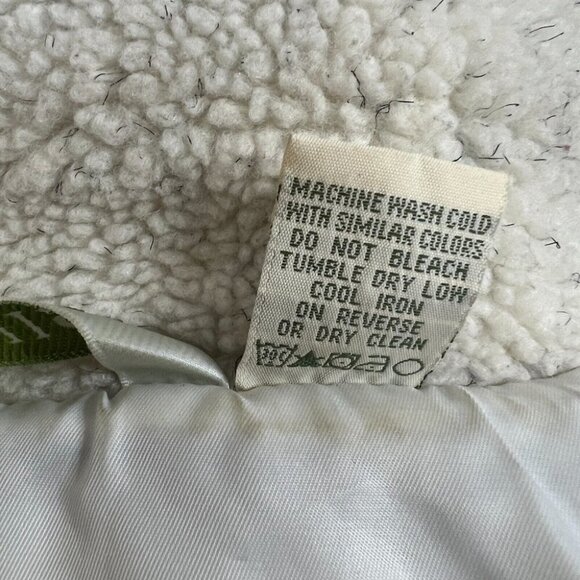 MACHINE WASH COLD
WITH SIMILAR COLORS
DO NOT BLEACH
TUMBLE DRY LOW
COOL IRON
ON REVERSE
OR DRY CLEAN